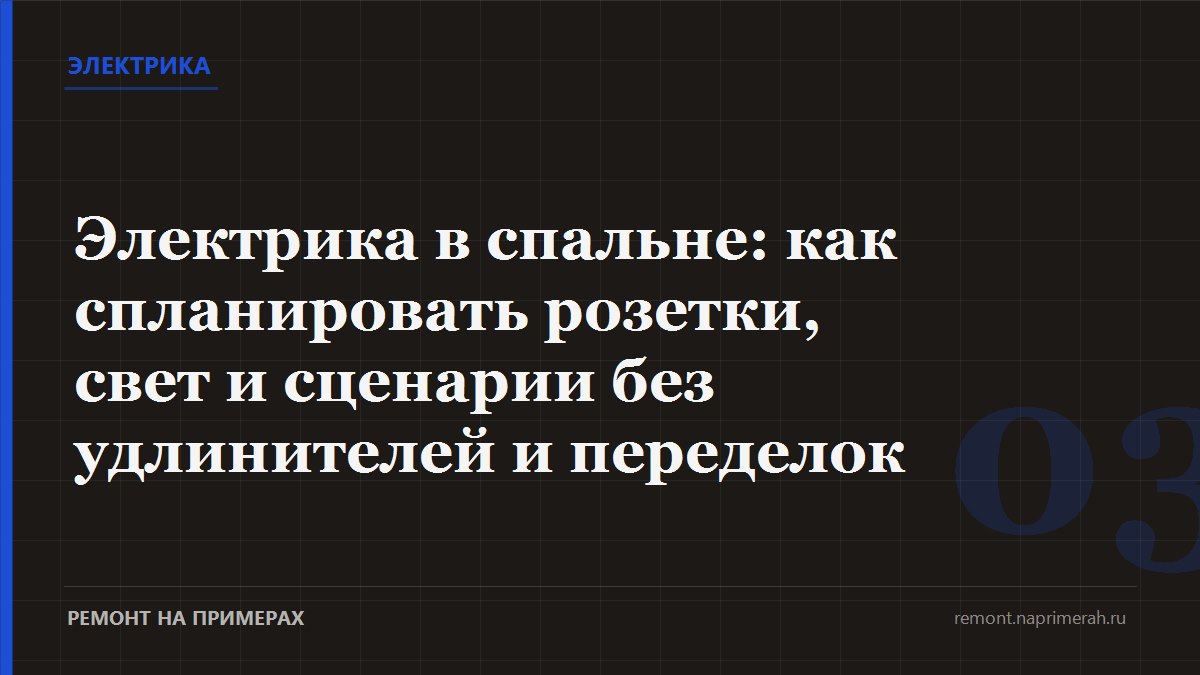 ЭЛЕКТРИКА
Электрика в спальне: как
спланировать розетки,
свет и сценарии без
удлинителей и переделок
03
РЕМОНТ НА ПРИМЕРАХ
remont.naprimerah.ru